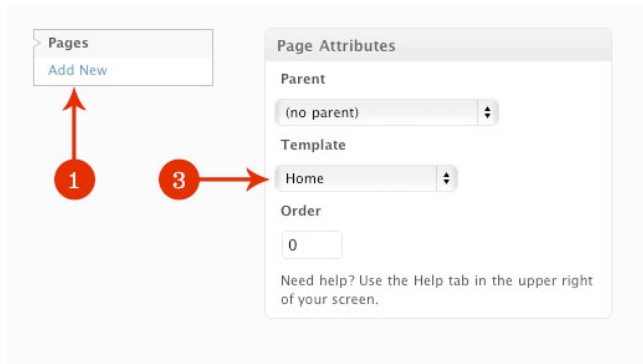 Pages
Add New
1
3
Page Attributes
Parent
(no parent)
Template
Home
Order
0
Need help? Use the Help tab in the upper right
of your screen.